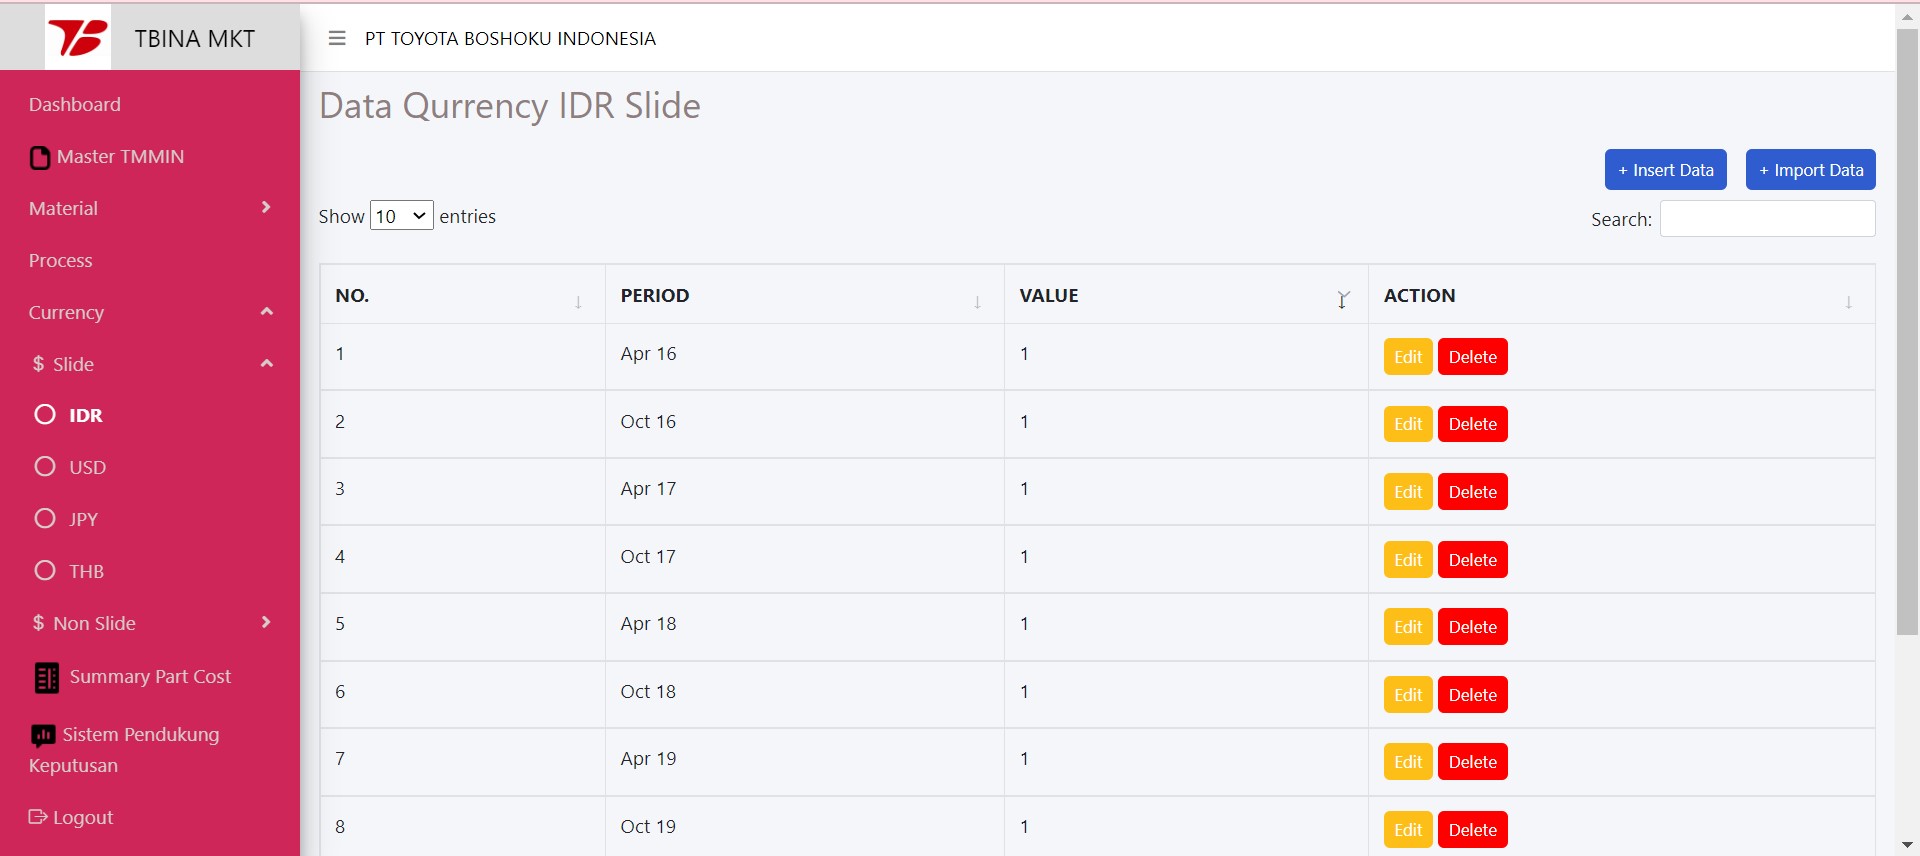 TBINA MKT
PT TOYOTA BOSHOKU INDONESIA
Dashboard
Master TMMIN
Material
Process
Currency
$ Slide
IDR
USD
JPY
THB
$ Non Slide
Summary Part Cost
Sistem Pendukung
Keputusan
Logout
Data Qurrency IDR Slide
+ Insert Data + Import Data
Show 10 entries Search:
NO. PERIOD VALUE ACTION
1 Apr 16 1 Edit Delete
2 Oct 16 1 Edit Delete
3 Apr 17 1 Edit Delete
4 Oct 17 1 Edit Delete
5 Apr 18 1 Edit Delete
6 Oct 18 1 Edit Delete
7 Apr 19 1 Edit Delete
8 Oct 19 1 Edit Delete